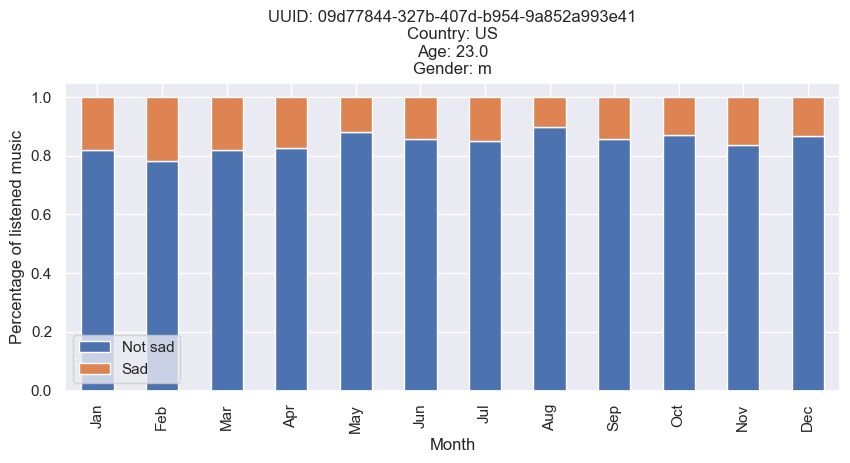 UUID: 09d77844-327b-407d-b954-9a852a993e41
Country: US
Age: 23.0
Gender: m
Percentage of listened music
1.0
0.8
0.6
0.4
0.2
0.0
Not sad
Sad
Jan Feb Mar Apr May Jun Jul Aug Sep Oct Nov Dec
Month